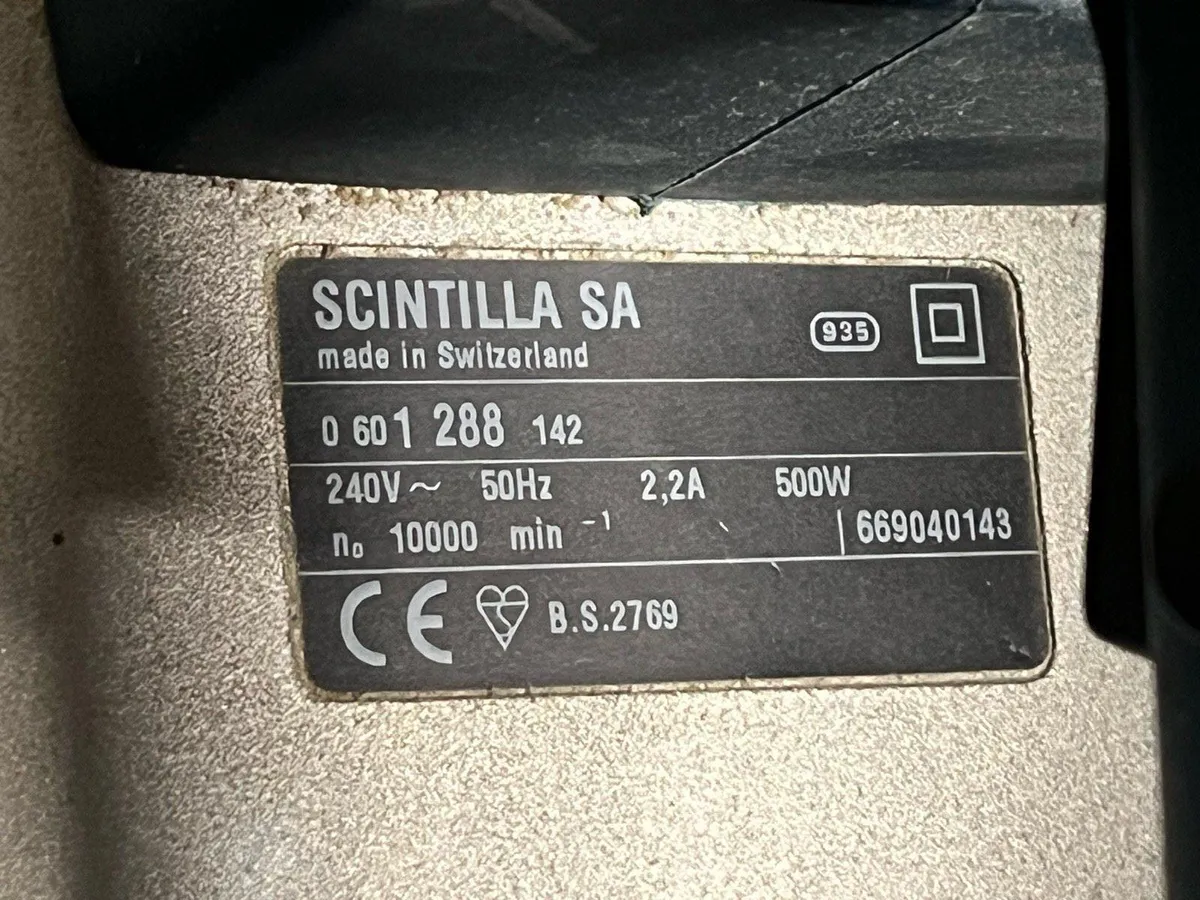 SCINTILLA SA
935
made in Switzerland
0 601 288 142
240V~ 50Hz 2,2A 500W
n₀ 10000 min⁻¹ 669040143
CE B.S.2769